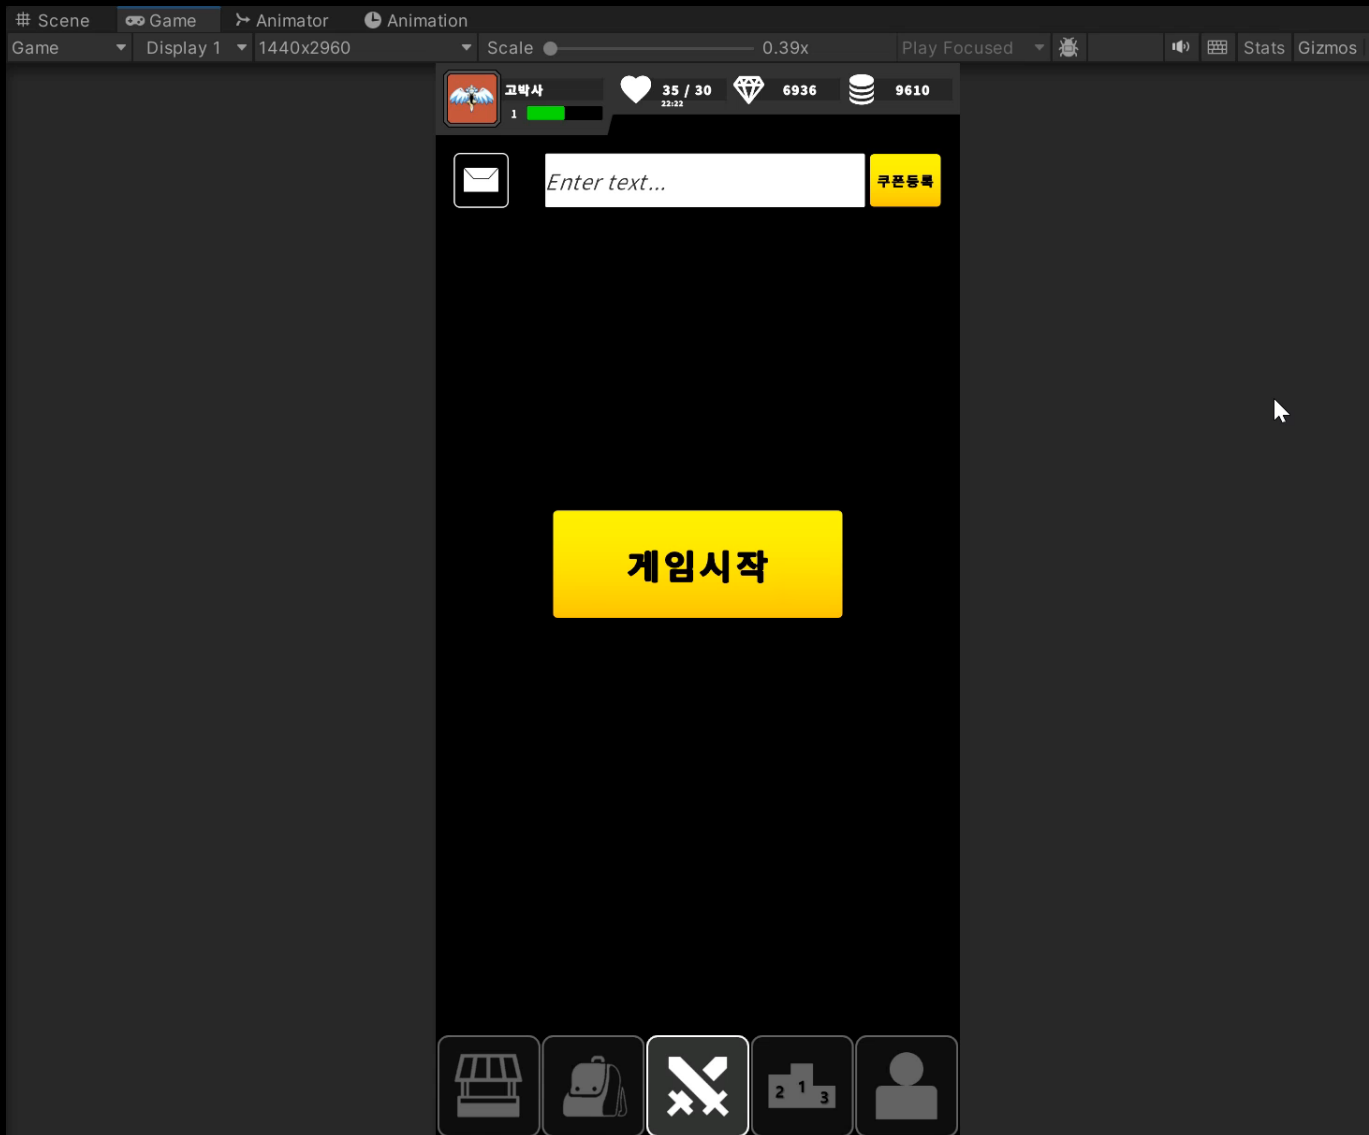 Scene Game Animator Animation
Game Display 1 1440x2960 Scale 0.39x Play Focused Stats Gizmos
고박사 35 / 30 6936 9610
22:22
1
Enter text... 쿠폰등록
게임시작
2 1 3